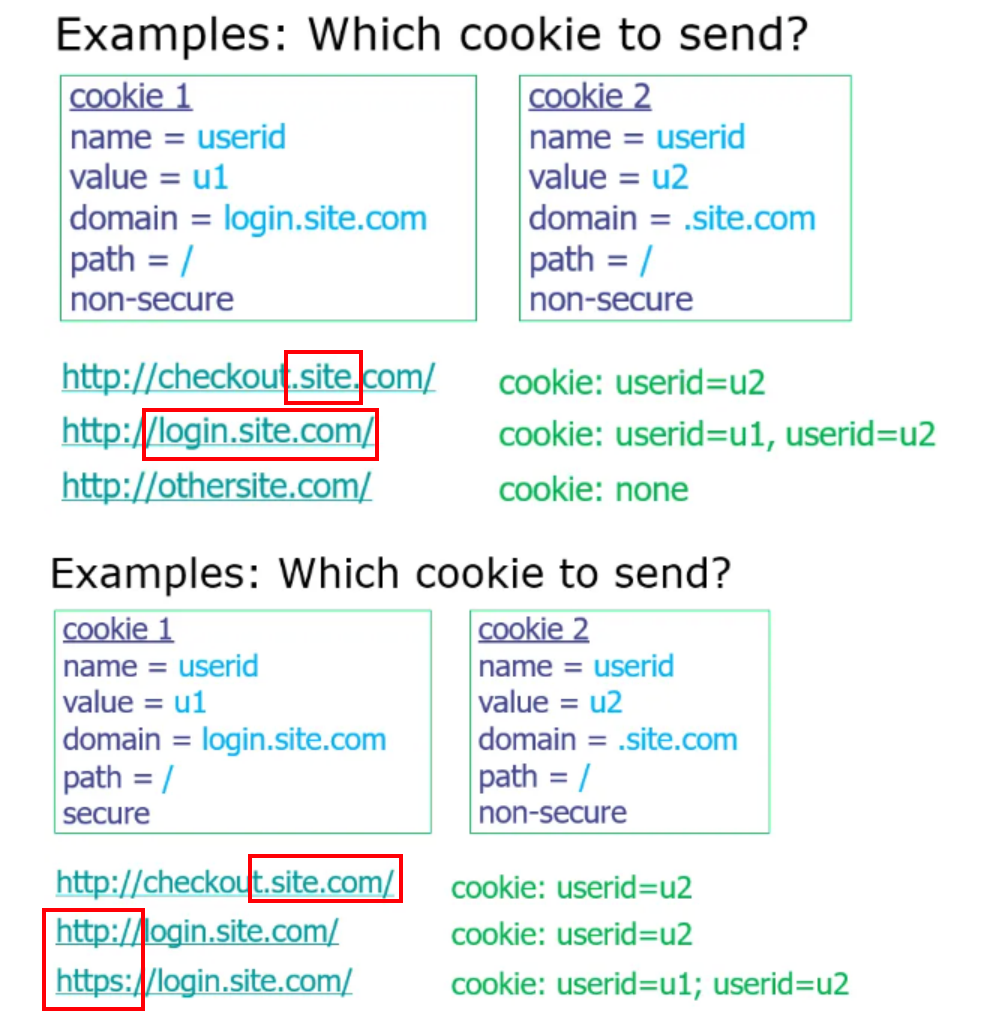 Examples: Which cookie to send?
cookie 1
name = userid
value = u1
domain = login.site.com
path = /
non-secure
cookie 2
name = userid
value = u2
domain = .site.com
path = /
non-secure
http://checkout.site.com/ cookie: userid=u2
http://login.site.com/ cookie: userid=u1, userid=u2
http://othersite.com/ cookie: none
Examples: Which cookie to send?
cookie 1
name = userid
value = u1
domain = login.site.com
path = /
secure
cookie 2
name = userid
value = u2
domain = .site.com
path = /
non-secure
http://checkout.site.com/ cookie: userid=u2
http://login.site.com/ cookie: userid=u2
https://login.site.com/ cookie: userid=u1; userid=u2